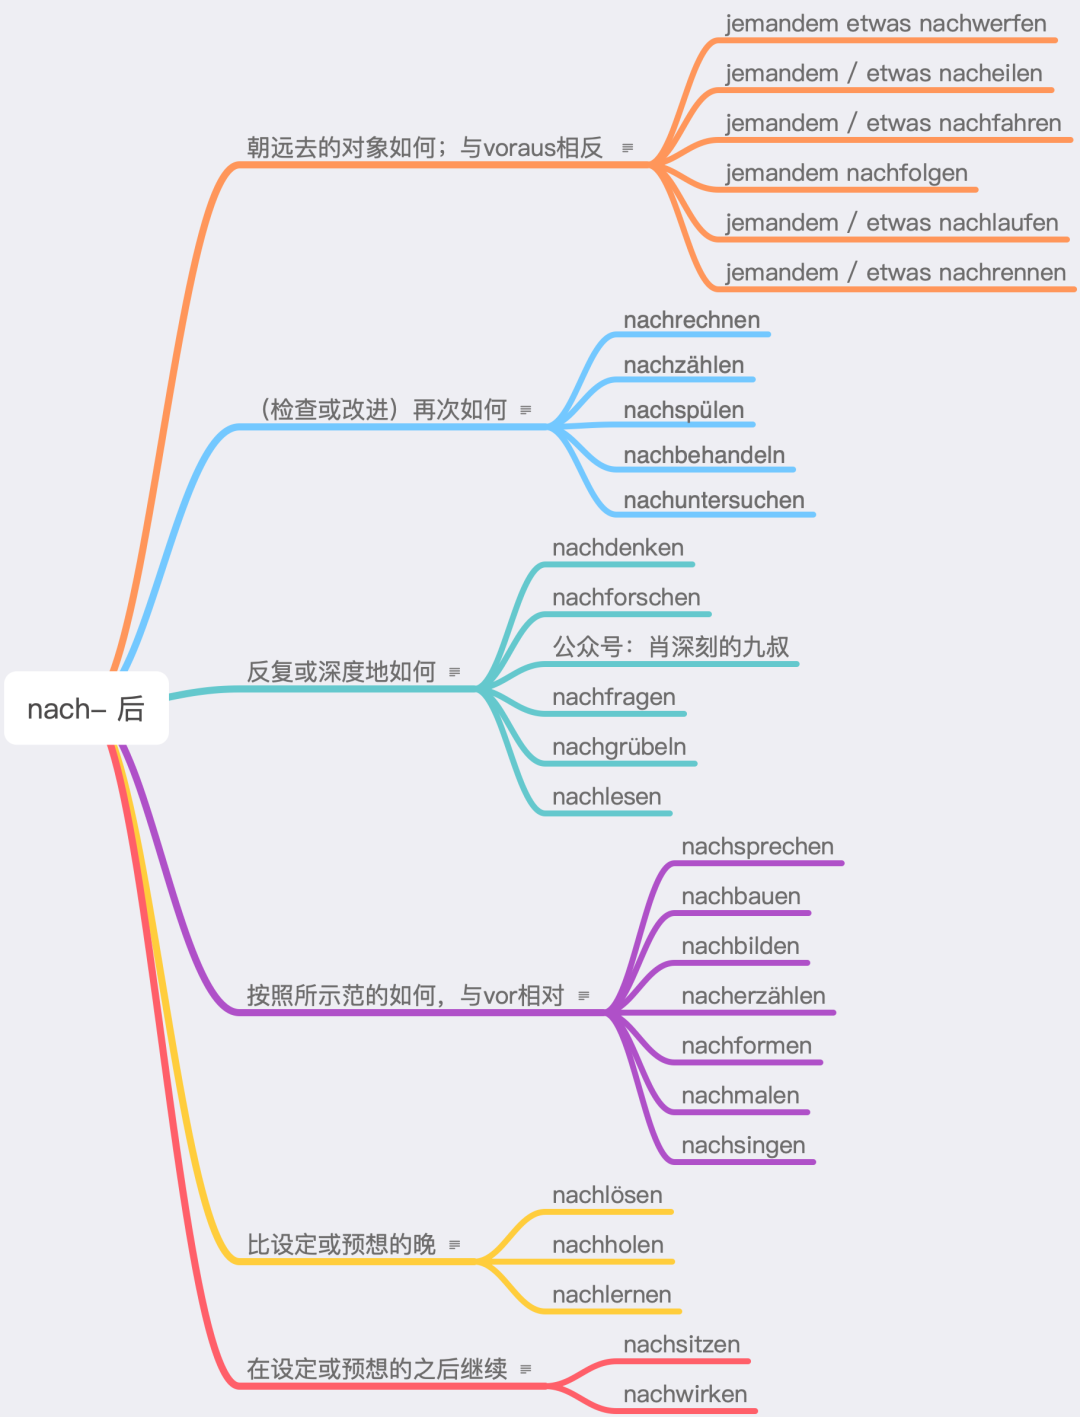 nach– 后
朝远去的对象如何；与voraus相反
jemandem etwas nachwerfen
jemandem / etwas nacheilen
jemandem / etwas nachfahren
jemandem nachfolgen
jemandem / etwas nachlaufen
jemandem / etwas nachrennen
（检查或改进）再次如何
nachrechnen
nachzählen
nachspülen
nachbehandeln
nachuntersuchen
反复或深度地如何
nachdenken
nachforschen
公众号：肖深刻的九叔
nachfragen
nachgrübeln
nachlesen
按照所示范的如何，与vor相对
nachsprechen
nachbauen
nachbilden
nacherzählen
nachformen
nachmalen
nachsingen
比设定或预想的晚
nachlösen
nachholen
nachlernen
在设定或预想的之后继续
nachsitzen
nachwirken